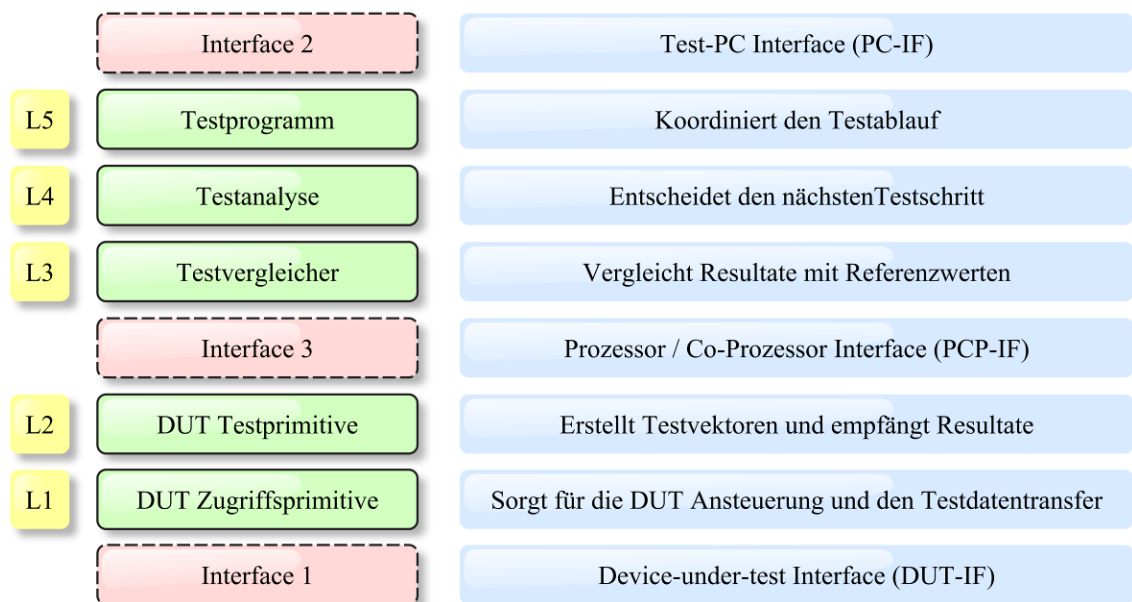 Interface 2 Test-PC Interface (PC-IF)
L5 Testprogramm Koordiniert den Testablauf
L4 Testanalyse Entscheidet den nächstenTestschritt
L3 Testvergleicher Vergleicht Resultate mit Referenzwerten
Interface 3 Prozessor / Co-Prozessor Interface (PCP-IF)
L2 DUT Testprimitive Erstellt Testvektoren und empfängt Resultate
L1 DUT Zugriffsprimitive Sorgt für die DUT Ansteuerung und den Testdatentransfer
Interface 1 Device-under-test Interface (DUT-IF)